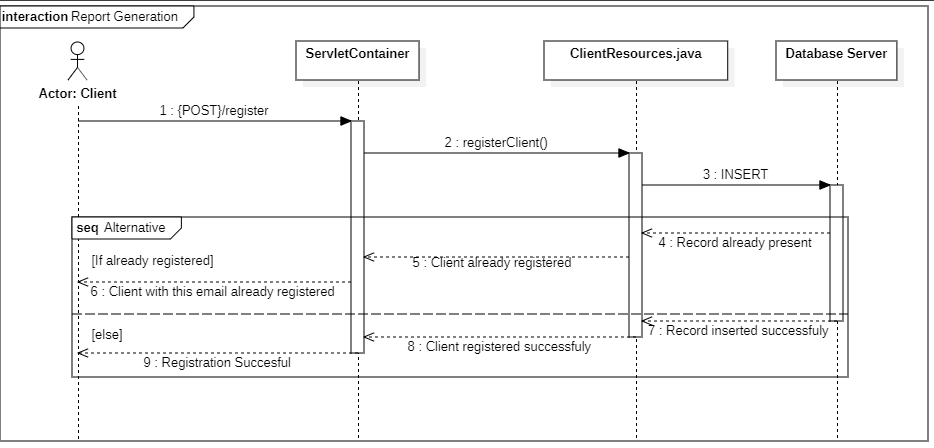 interaction Report Generation
ServletContainer
ClientResources.java
Database Server
Actor: Client
1 : {POST}/register
2 : registerClient()
3 : INSERT
seq Alternative
4 : Record already present
[If already registered]
5 : Client already registered
6 : Client with this email already registered
7 : Record inserted successfuly
[else]
8 : Client registered successfuly
9 : Registration Succesful